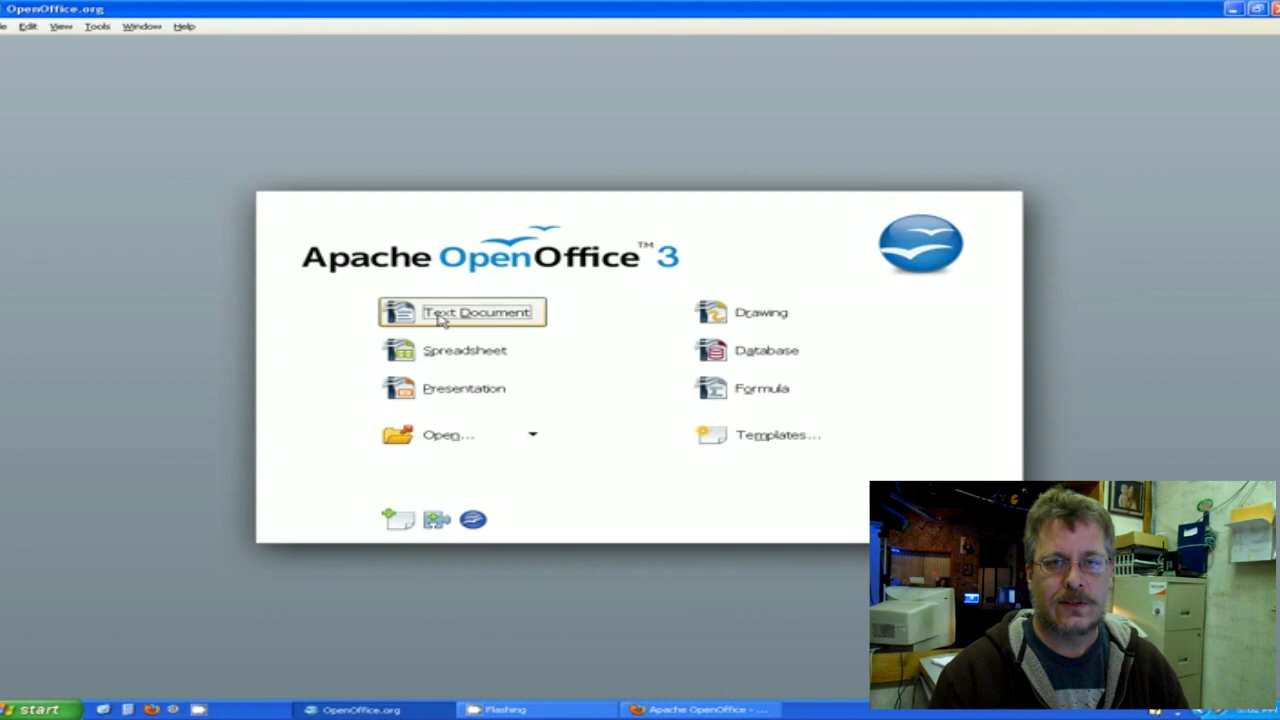 OpenOffice.org
Edit View Tools Window Help
Apache OpenOffice™ 3
Text Document
Drawing
Spreadsheet
Database
Presentation
Formula
Open...
Templates...
start
OpenOffice.org
Flashing
Apache OpenOffice - ...